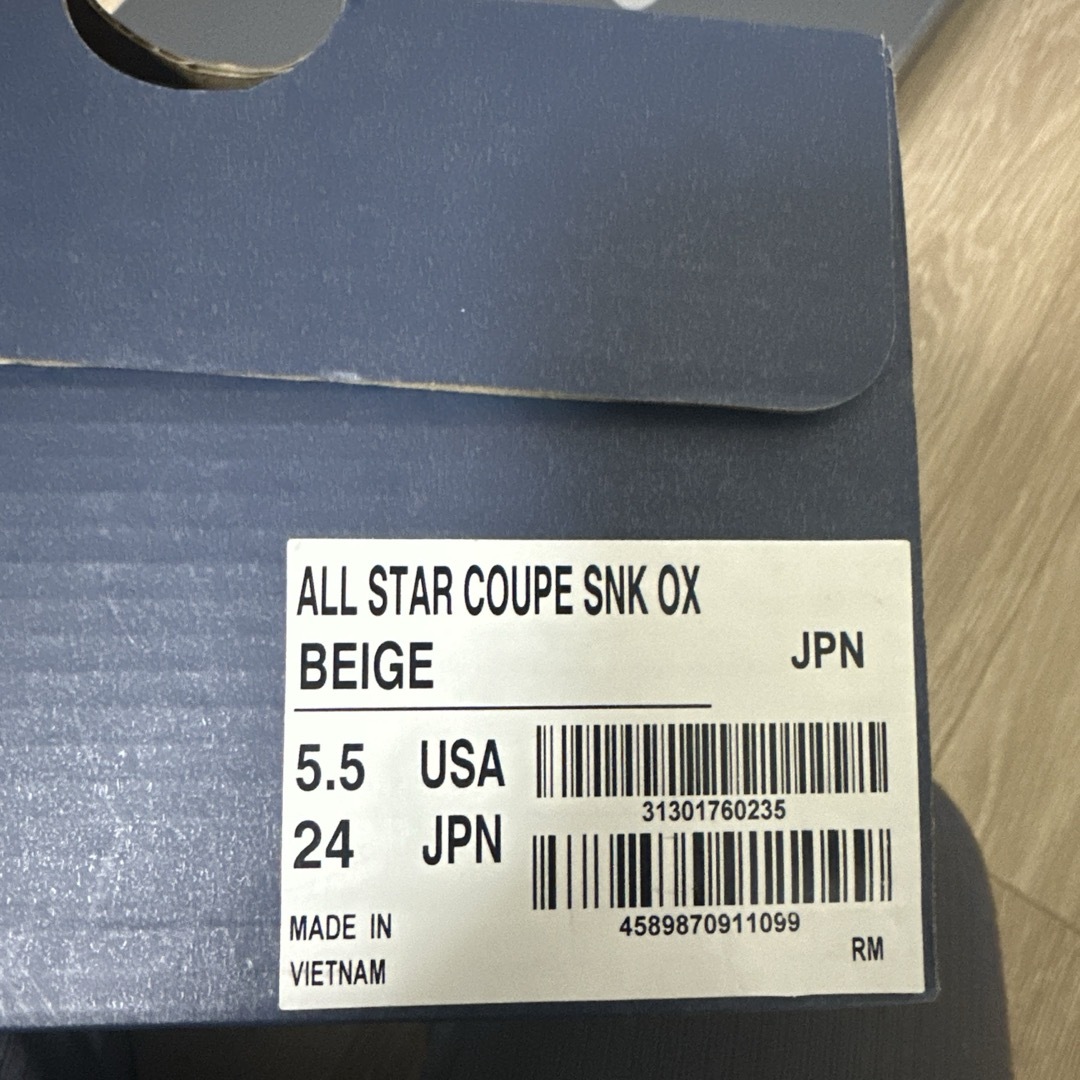 ALL STAR COUPE SNK OX
BEIGE JPN
5.5 USA
31301760235
24 JPN
4589870911099
MADE IN
VIETNAM
RM